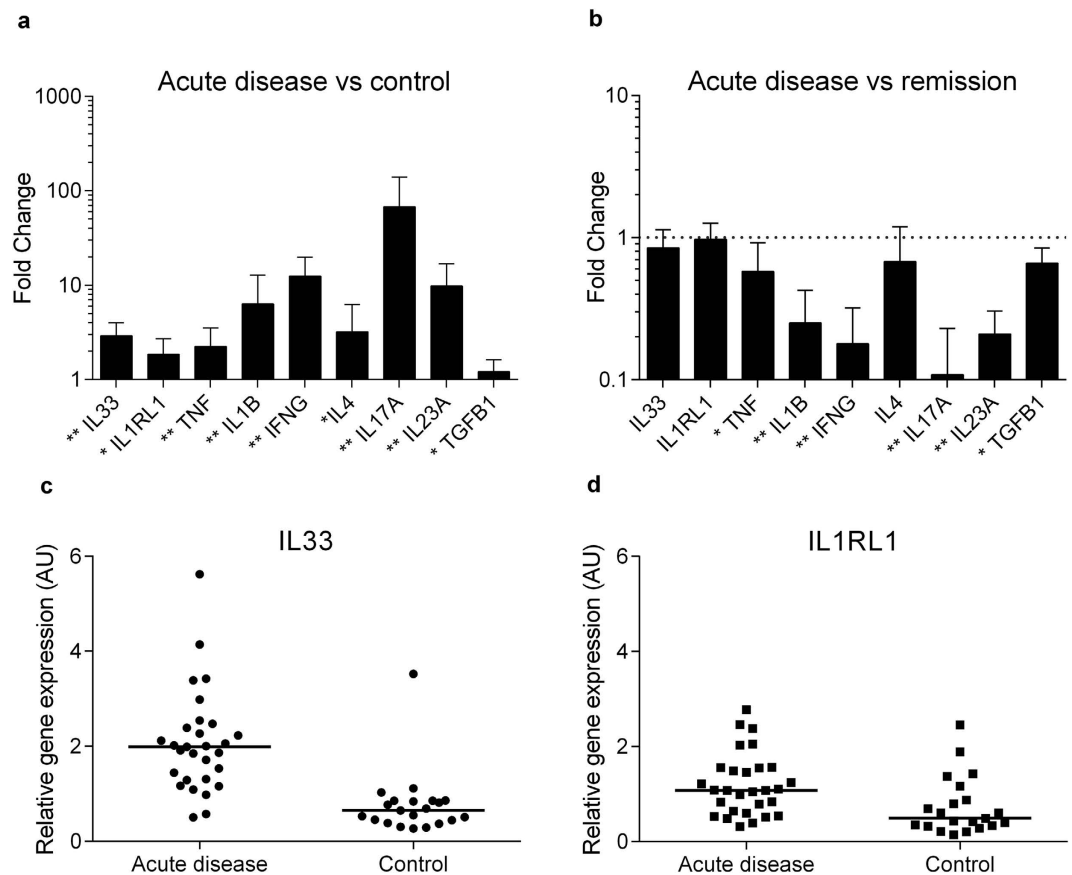 a
Acute disease vs control
Fold Change
1000
100
10
1
** IL33
* IL1RL1
** TNF
** IL1B
** IFNG
*IL4
** IL17A
** IL23A
* TGFB1
b
Acute disease vs remission
Fold Change
10
1
0.1
IL33
IL1RL1
* TNF
** IL1B
** IFNG
IL4
** IL17A
** IL23A
* TGFB1
c
IL33
Relative gene expression (AU)
6
4
2
0
Acute disease
Control
d
IL1RL1
Relative gene expression (AU)
6
4
2
0
Acute disease
Control